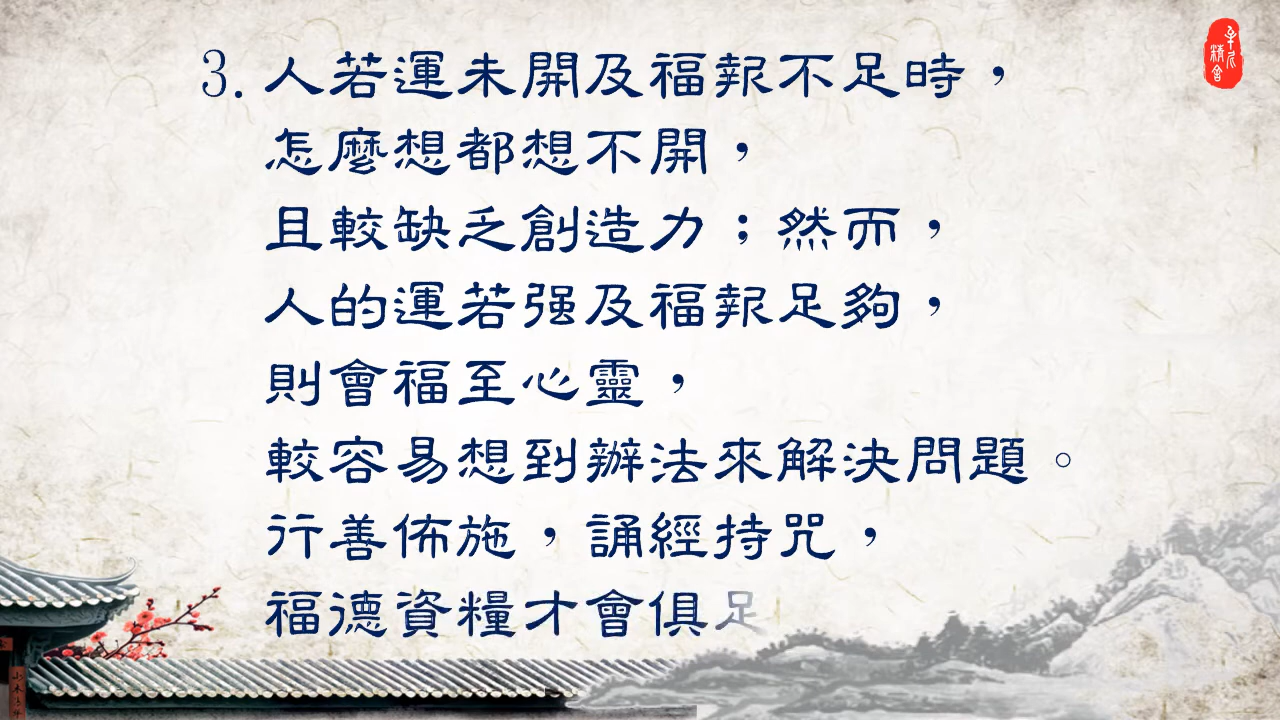 3. 人若運未開及福報不足時，
怎麼想都想不開，
且較缺乏創造力；然而，
人的運若强及福報足夠，
則會福至心靈，
較容易想到辦法來解決問題。
行善佈施，誦經持咒，
福德資糧才會俱足